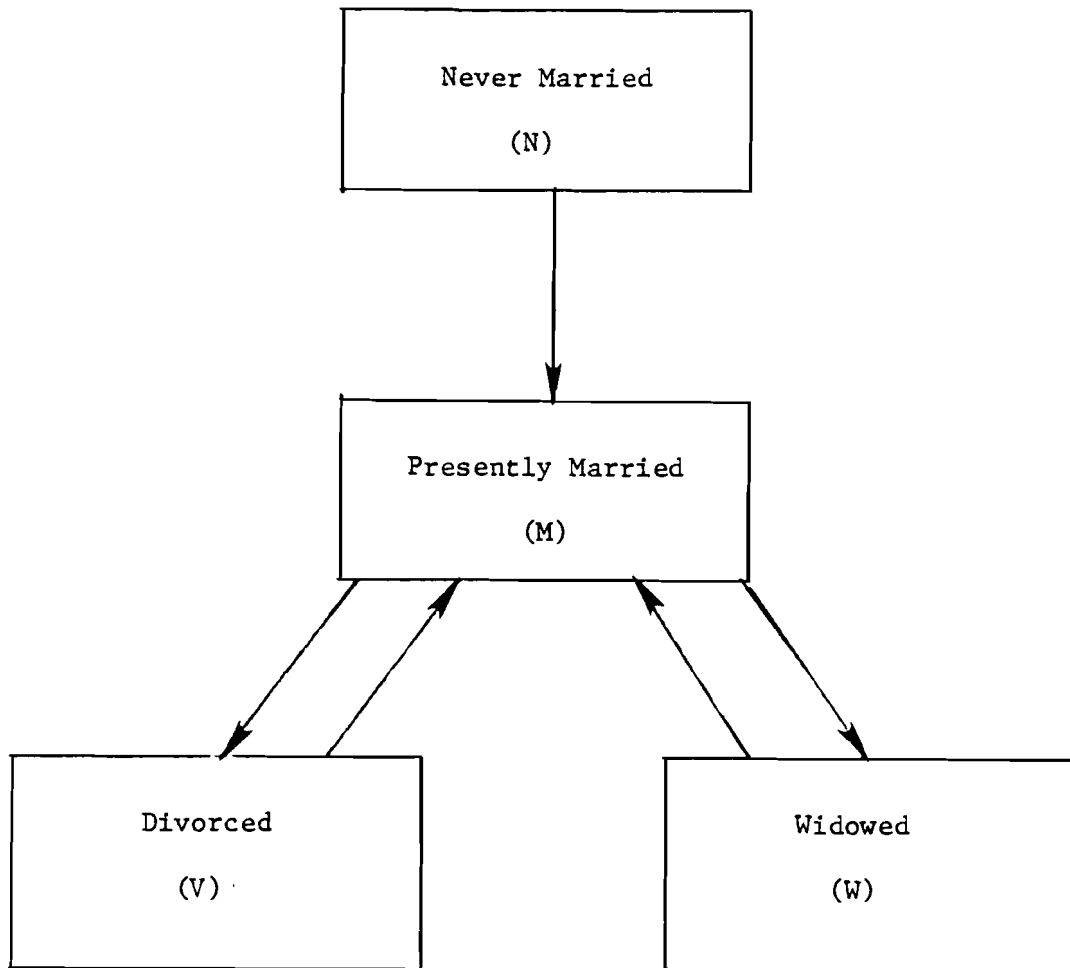 Never Married
(N)
Presently Married
(M)
Divorced
(V)
Widowed
(W)